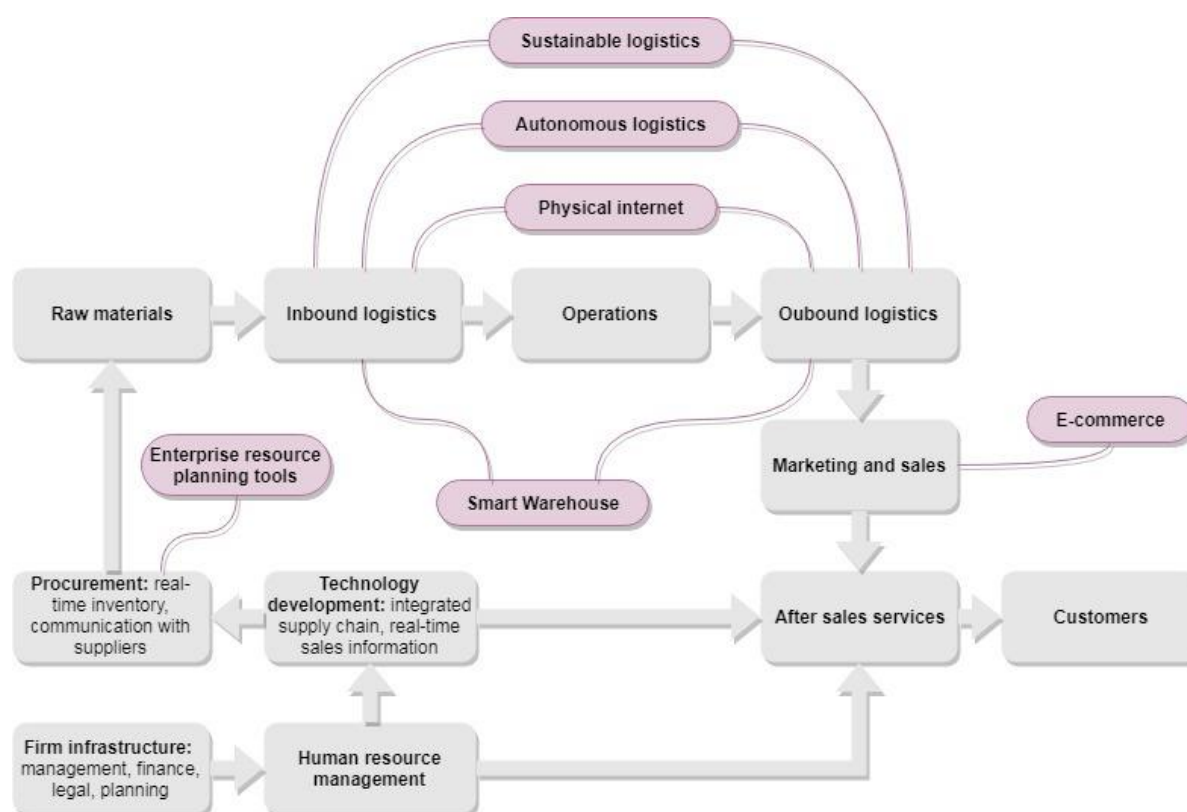 Sustainable logistics
Autonomous logistics
Physical internet
Raw materials
Inbound logistics
Operations
Oubound logistics
E-commerce
Enterprise resource
planning tools
Marketing and sales
Smart Warehouse
Procurement: real-
time inventory,
communication with
suppliers
Technology
development: integrated
supply chain, real-time
sales information
After sales services
Customers
Firm infrastructure:
management, finance,
legal, planning
Human resource
management